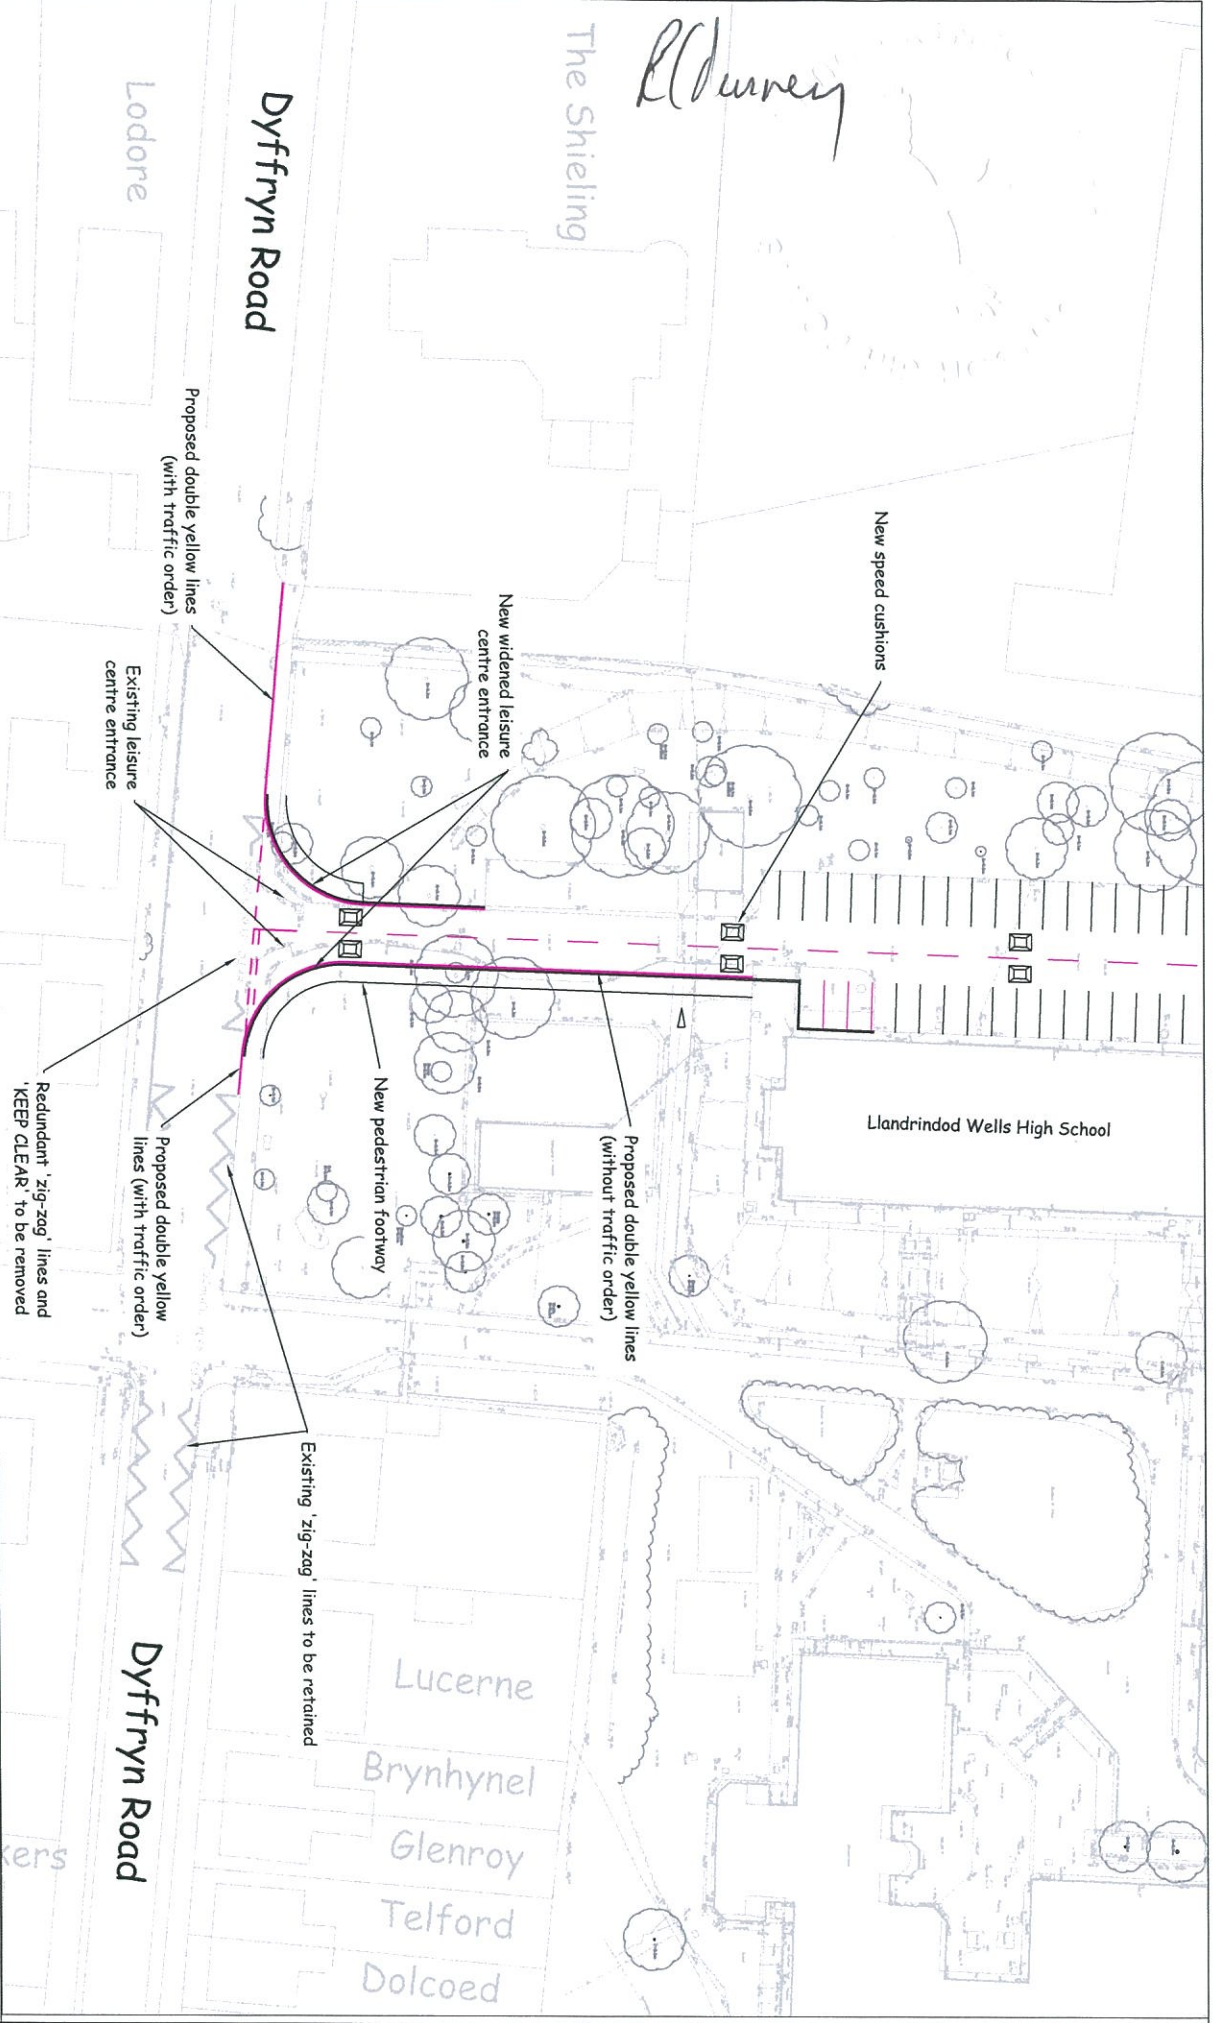 Llandrindod Wells High School
New speed cushions
The Shieling
New widened leisure
centre entrance
Proposed double yellow lines
(without traffic order)
New pedestrian footway
Dyffryn Road
Lodore
Proposed double yellow lines
(with traffic order)
Existing leisure
centre entrance
Proposed double yellow
lines (with traffic order)
Redundant 'zig-zag' lines and
'KEEP CLEAR' to be removed
Existing 'zig-zag' lines to be retained
Lucerne
Brynhynel
Glenroy
Telford
Dolcoed
Dyffryn Road
kers